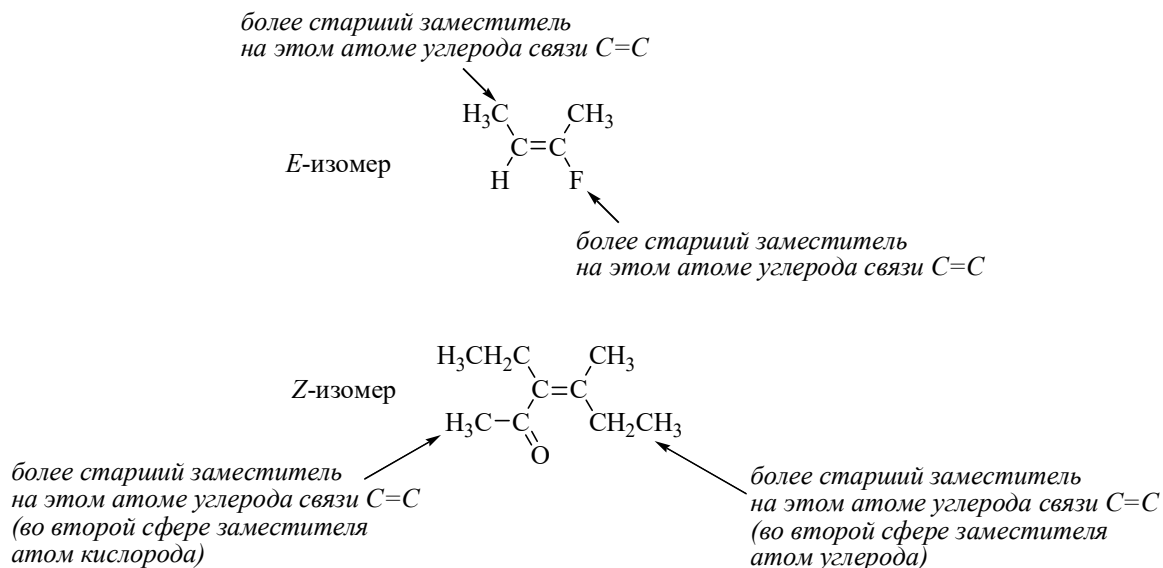 более старший заместитель
на этом атоме углерода связи C=C
H₃C CH₃
E-изомер
C=C
H F
более старший заместитель
на этом атоме углерода связи C=C
H₃CH₂C CH₃
Z-изомер
C=C
H₃C–C CH₂CH₃
O
более старший заместитель
на этом атоме углерода связи C=C
(во второй сфере заместителя
атом кислорода)
более старший заместитель
на этом атоме углерода связи C=C
(во второй сфере заместителя
атом углерода)